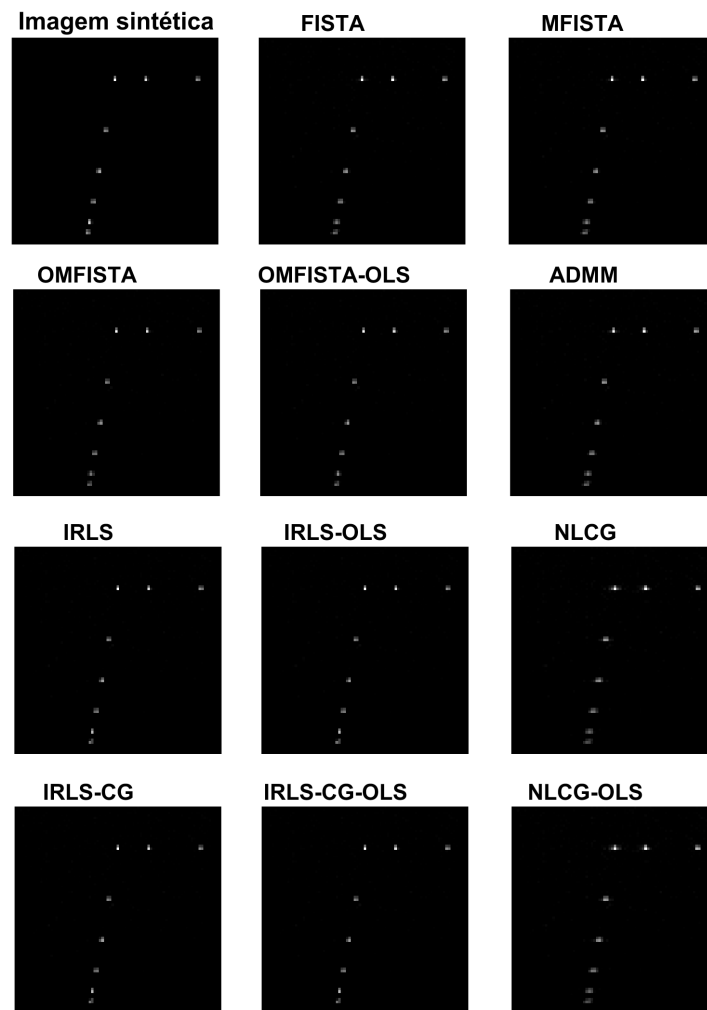 Imagem sintética
FISTA
MFISTA
OMFISTA
OMFISTA-OLS
ADMM
IRLS
IRLS-OLS
NLCG
IRLS-CG
IRLS-CG-OLS
NLCG-OLS